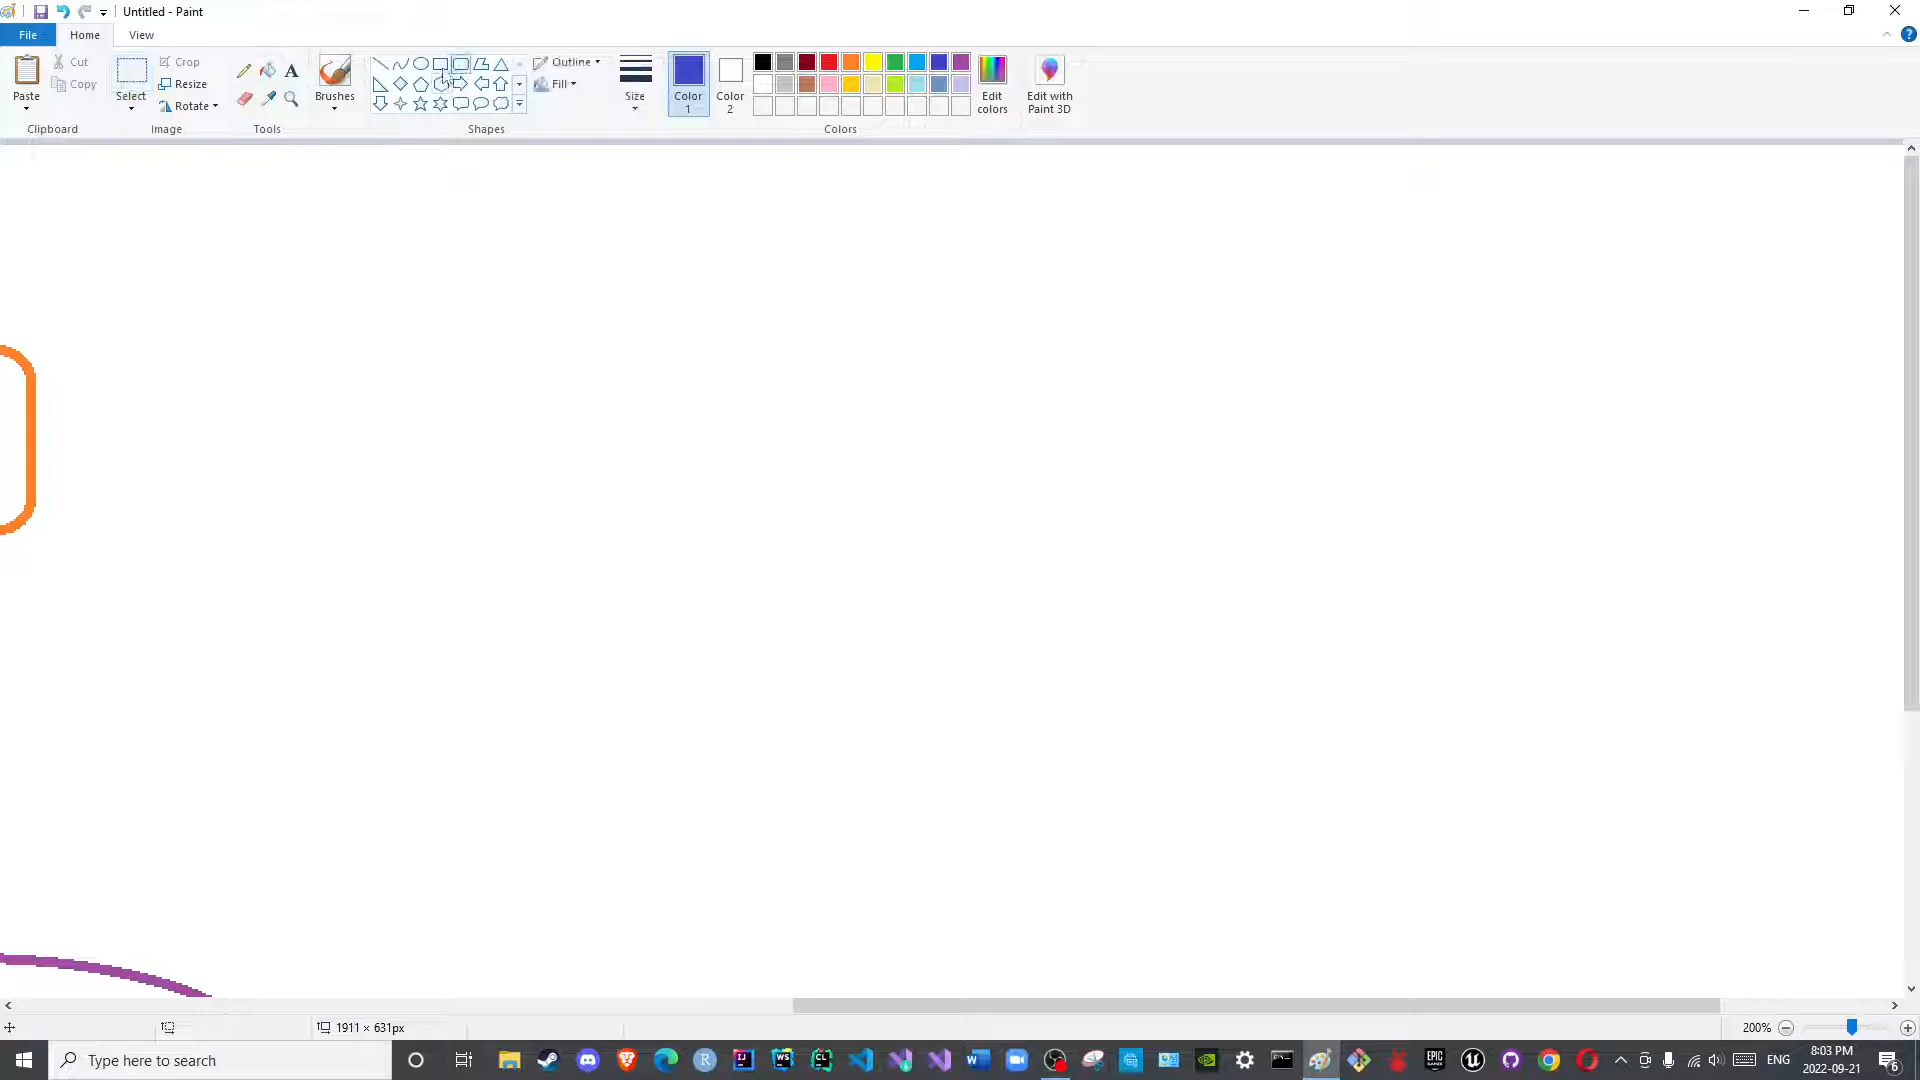 Untitled - Paint
File Home View
Paste
Cut
Copy
Clipboard
Select
Crop
Resize
Rotate
Image
A
Tools
Brushes
Shapes
Outline
Fill
Size
Color 1
Color 2
Colors
Edit colors
Edit with Paint 3D
1911 × 631px
200%
Type here to search
ENG
8:03 PM
2022-09-21
6